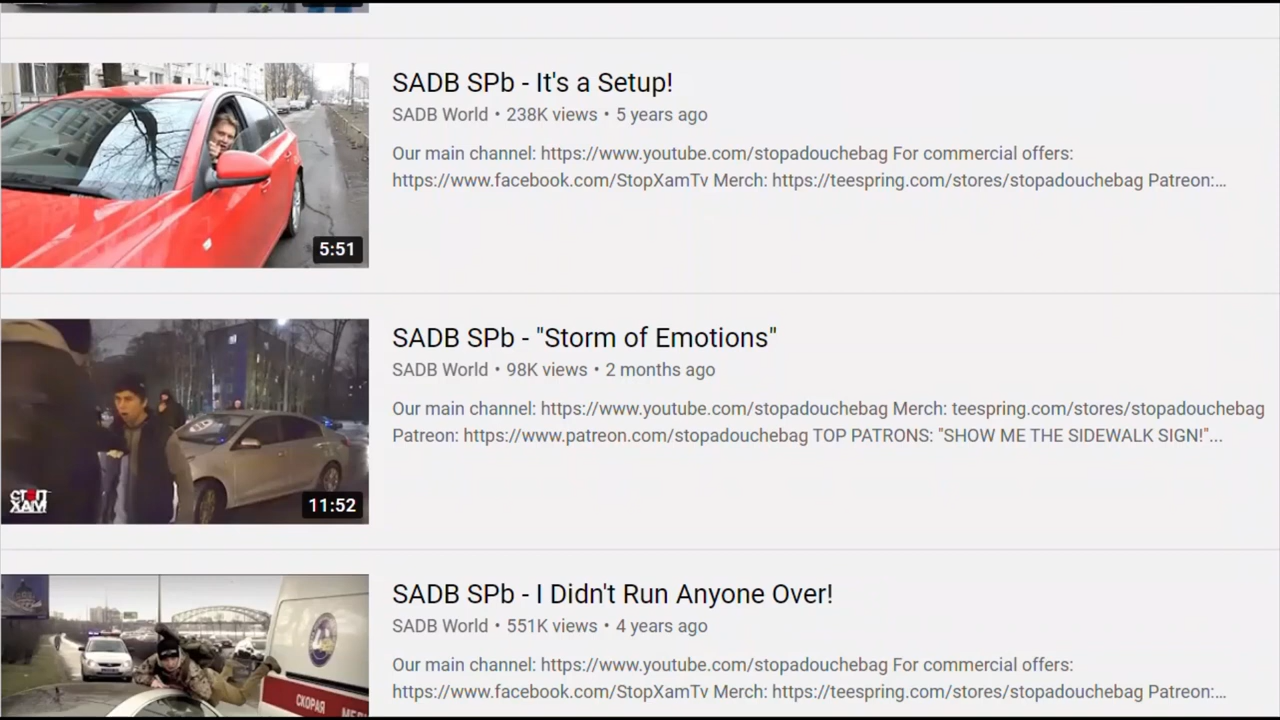 SADB SPb - It's a Setup!
SADB World • 238K views • 5 years ago
Our main channel: https://www.youtube.com/stopadouchebag For commercial offers:
https://www.facebook.com/StopXamTv Merch: https://teespring.com/stores/stopadouchebag Patreon:...
5:51
SADB SPb - "Storm of Emotions"
SADB World • 98K views • 2 months ago
Our main channel: https://www.youtube.com/stopadouchebag Merch: teespring.com/stores/stopadouchebag
Patreon: https://www.patreon.com/stopadouchebag TOP PATRONS: "SHOW ME THE SIDEWALK SIGN!"...
СТОП
ХАМ
11:52
SADB SPb - I Didn't Run Anyone Over!
SADB World • 551K views • 4 years ago
Our main channel: https://www.youtube.com/stopadouchebag For commercial offers:
https://www.facebook.com/StopXamTv Merch: https://teespring.com/stores/stopadouchebag Patreon:...
СКОРАЯ